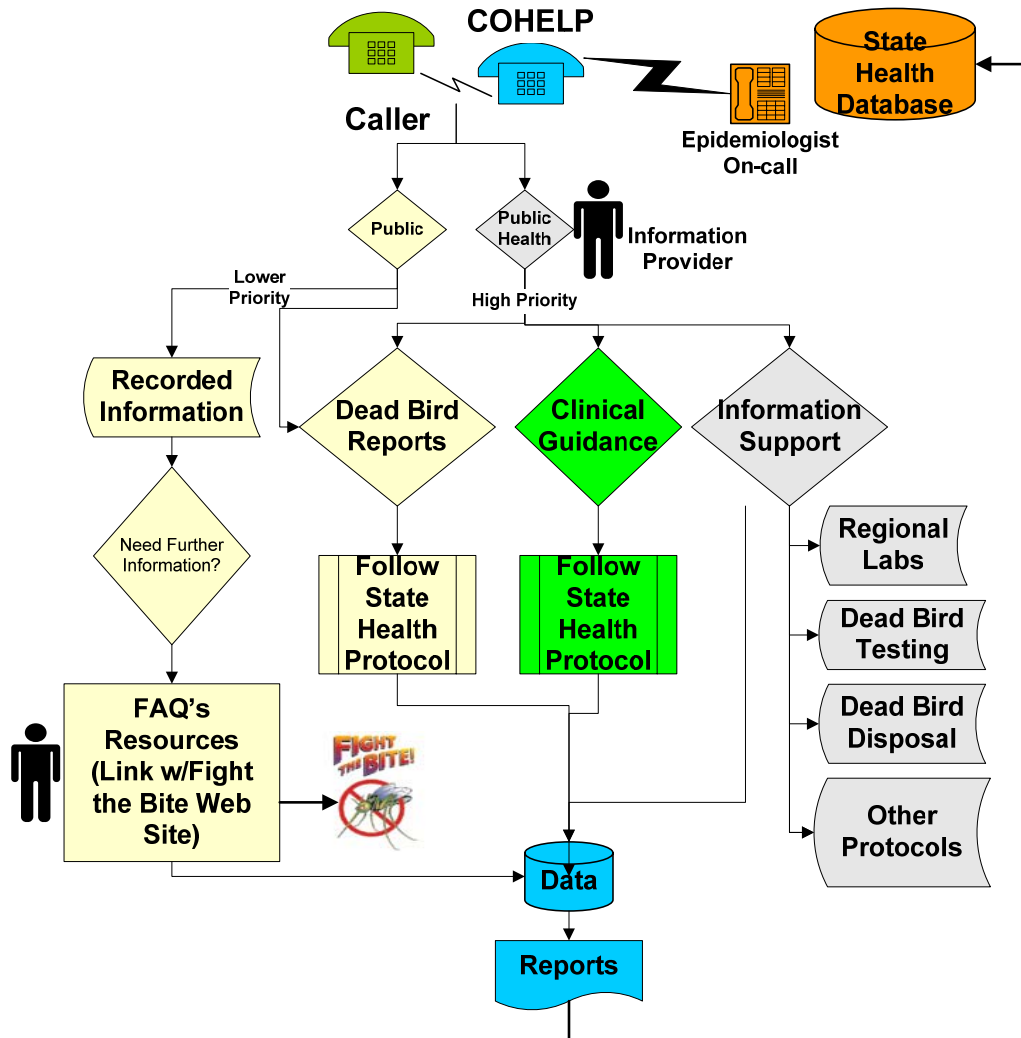 COHELP
State
Health
Database
Caller
Epidemiologist
On-call
Public
Public
Health
Information
Provider
Lower
Priority
High Priority
Recorded
Information
Dead Bird
Reports
Clinical
Guidance
Information
Support
Need Further
Information?
Follow
State
Health
Protocol
Follow
State
Health
Protocol
Regional
Labs
Dead Bird
Testing
Dead Bird
Disposal
Other
Protocols
FAQ's
Resources
(Link w/Fight
the Bite Web
Site)
FIGHT
THE BITE!
Data
Reports